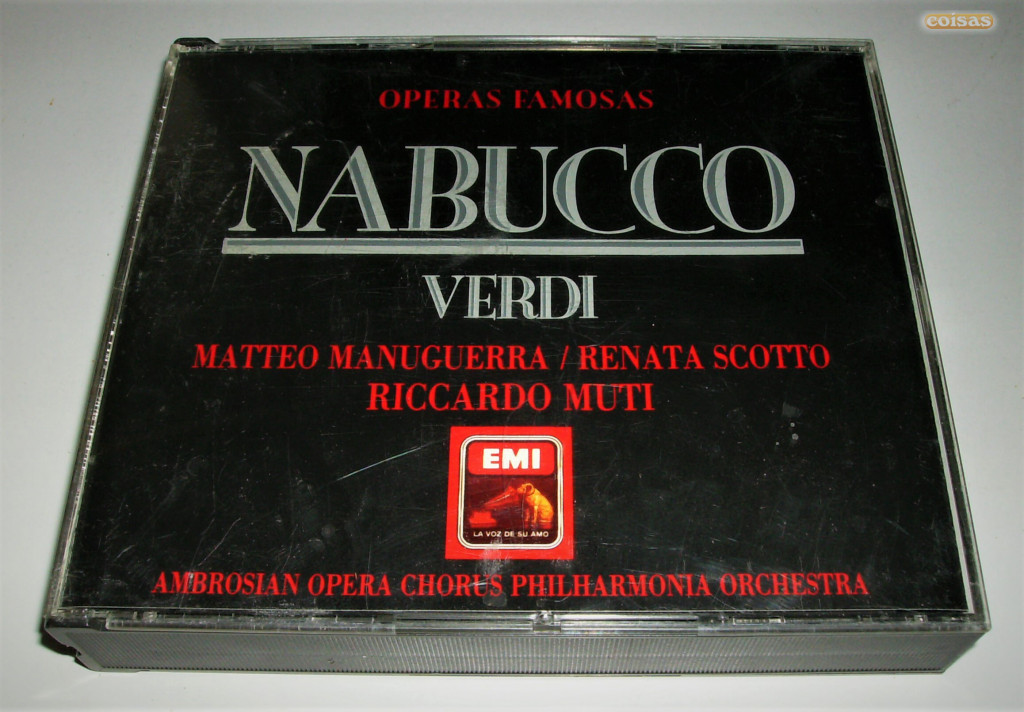 coisas
OPERAS FAMOSAS
NABUCCO
VERDI
MATTEO MANUGUERRA / RENATA SCOTTO
RICCARDO MUTI
EMI
LA VOZ DE SU AMO
AMBROSIAN OPERA CHORUS PHILHARMONIA ORCHESTRA